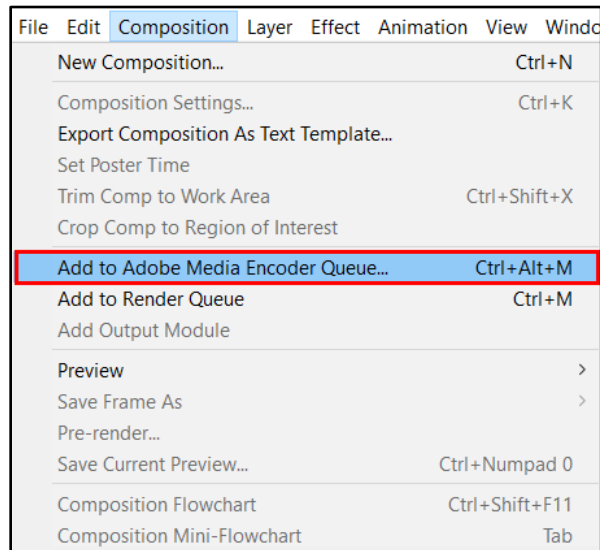 File Edit Composition Layer Effect Animation View Windo
New Composition... Ctrl+N
Composition Settings... Ctrl+K
Export Composition As Text Template...
Set Poster Time
Trim Comp to Work Area Ctrl+Shift+X
Crop Comp to Region of Interest
Add to Adobe Media Encoder Queue... Ctrl+Alt+M
Add to Render Queue Ctrl+M
Add Output Module
Preview >
Save Frame As >
Pre-render...
Save Current Preview... Ctrl+Numpad 0
Composition Flowchart Ctrl+Shift+F11
Composition Mini-Flowchart Tab